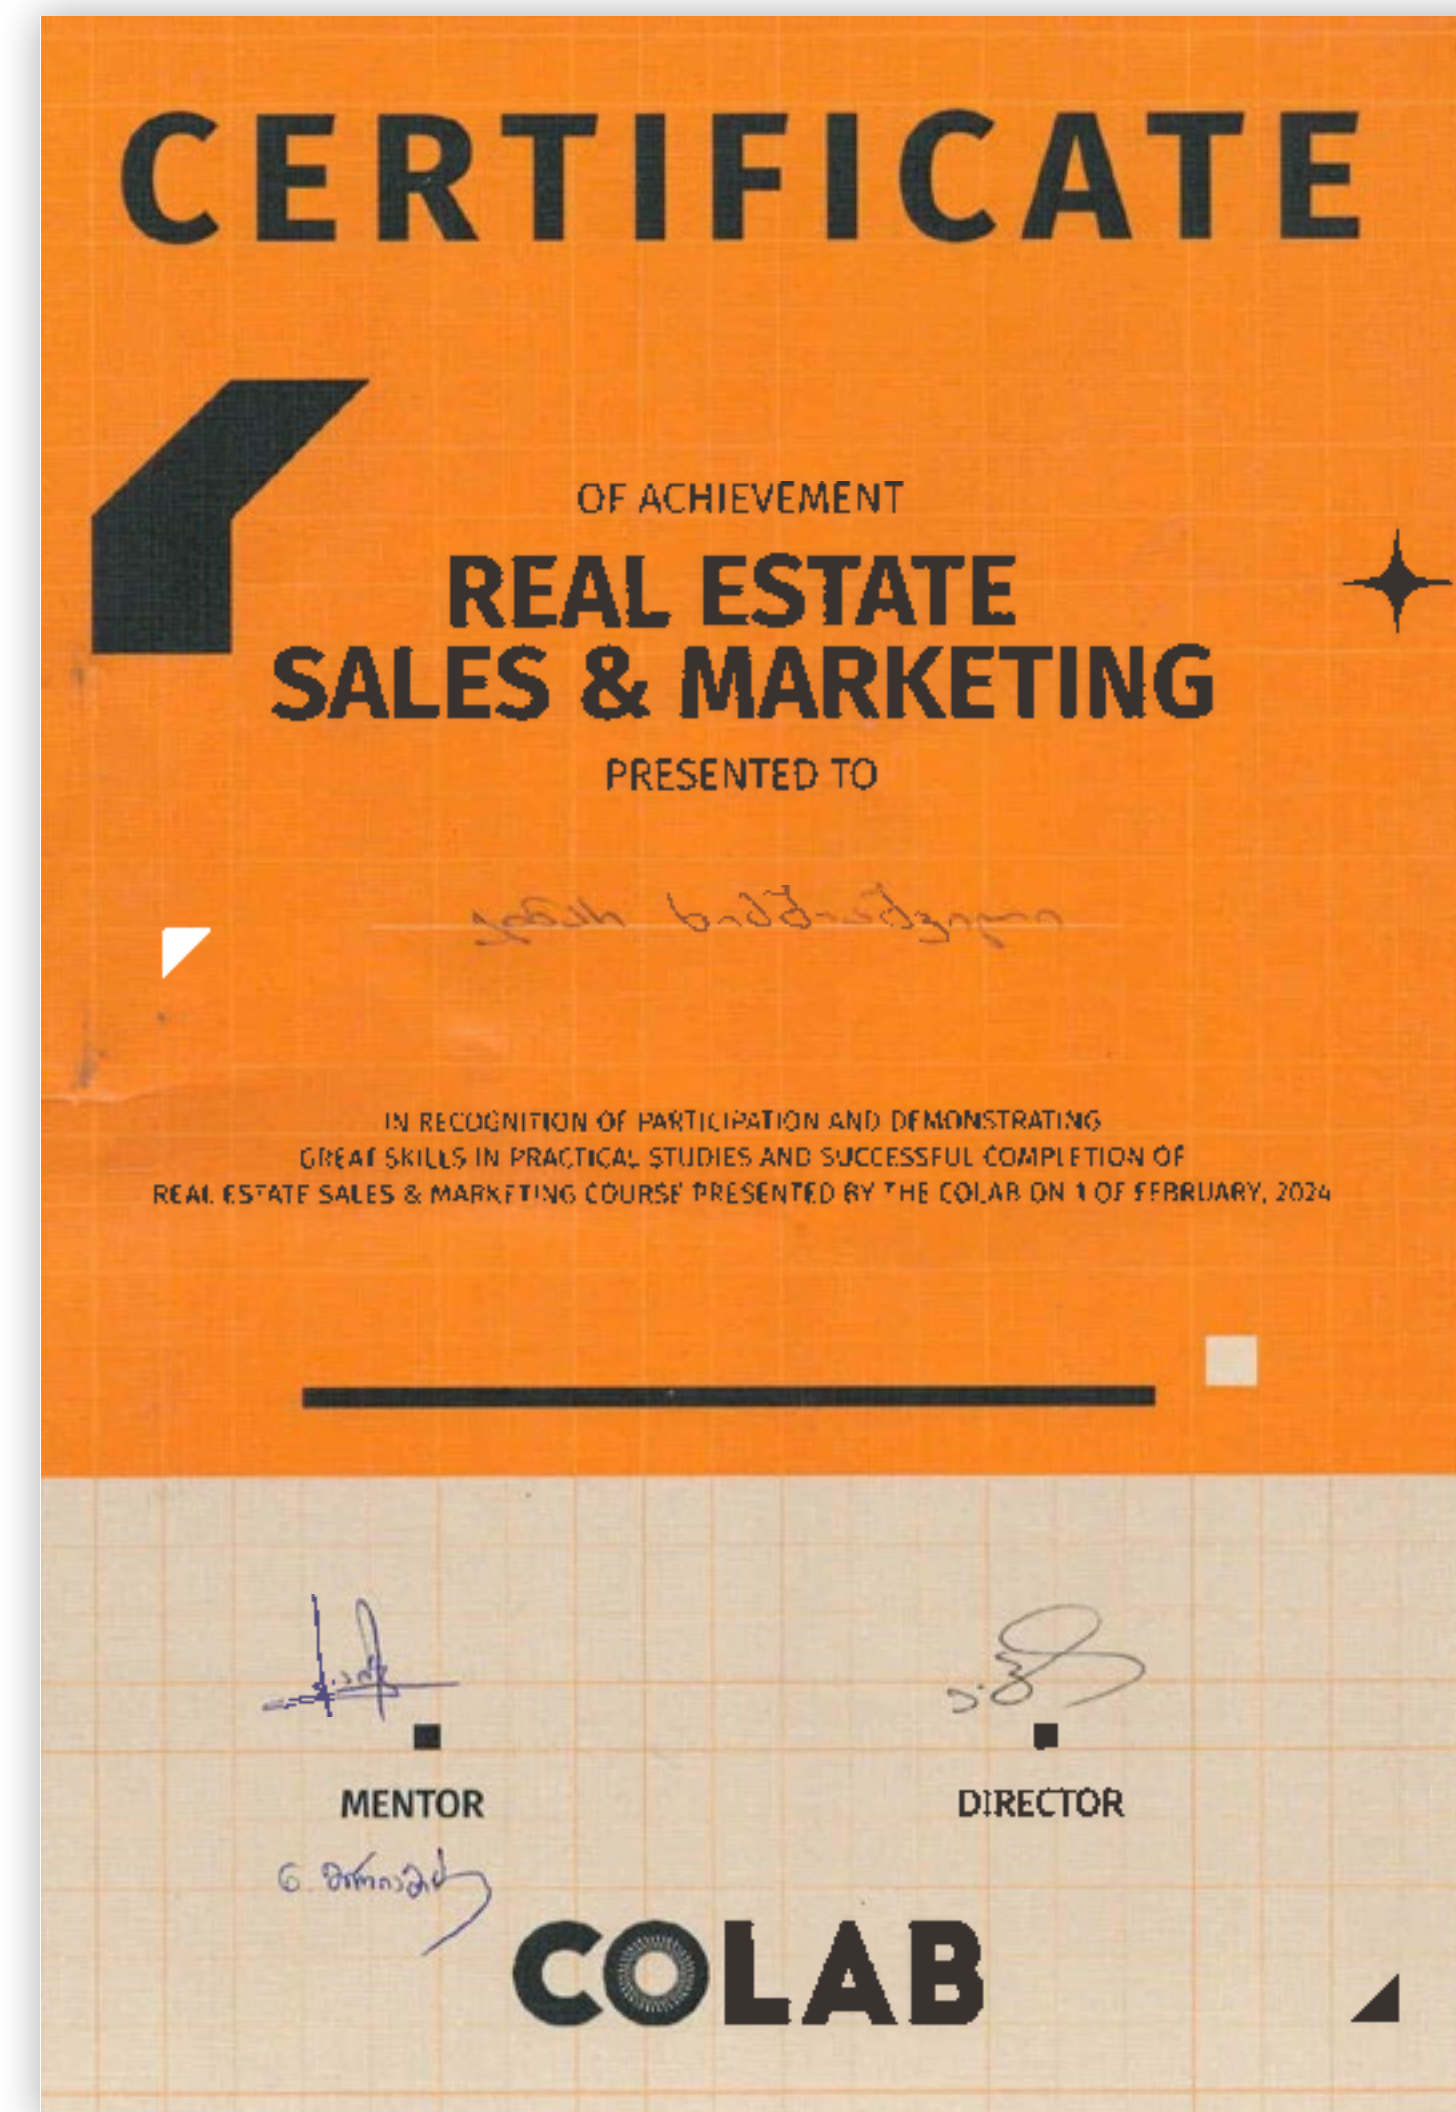 CERTIFICATE
OF ACHIEVEMENT
REAL ESTATE
SALES & MARKETING
PRESENTED TO
IN RECOGNITION OF PARTICIPATION AND DEMONSTRATING
GREAT SKILLS IN PRACTICAL STUDIES AND SUCCESSFUL COMPLETION OF
REAL ESTATE SALES & MARKETING COURSE PRESENTED BY THE COLAB ON 1 OF FEBRUARY, 2024
MENTOR
DIRECTOR
COLAB